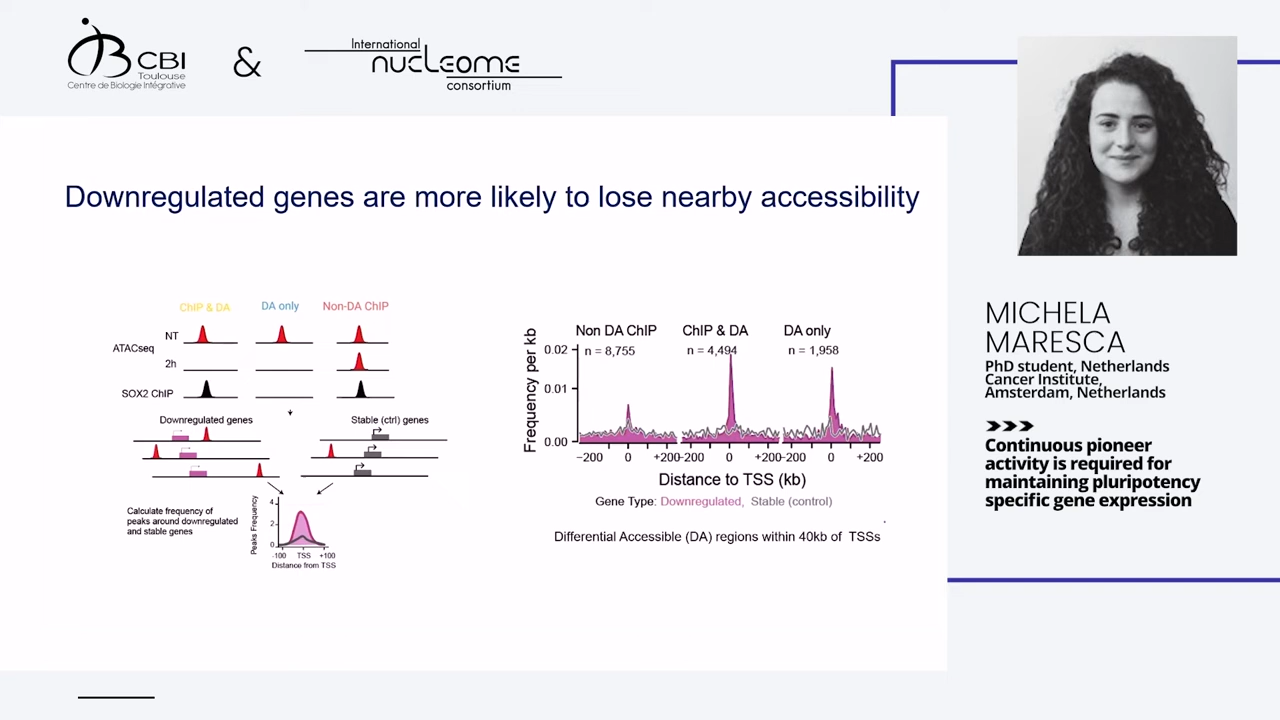 CBI
Toulouse
Centre de Biologie Intégrative
&
International
nucleome
consortium
Downregulated genes are more likely to lose nearby accessibility
ChIP & DA DA only Non-DA ChIP
NT
ATACseq
2h
SOX2 ChIP
Downregulated genes Stable (ctrl) genes
Calculate frequency of
peaks around downregulated
and stable genes
Peaks Frequency
4
2
0
-100 TSS +100
Distance from TSS
Non DA ChIP ChIP & DA DA only
n = 8,755 n = 4,494 n = 1,958
Frequency per kb
0.02
0.01
0.00
−200 0 +200 -200 0 +200 -200 0 +200
Distance to TSS (kb)
Gene Type: Downregulated, Stable (control)
Differential Accessible (DA) regions within 40kb of TSSs
MICHELA
MARESCA
PhD student, Netherlands
Cancer Institute,
Amsterdam, Netherlands
Continuous pioneer
activity is required for
maintaining pluripotency
specific gene expression